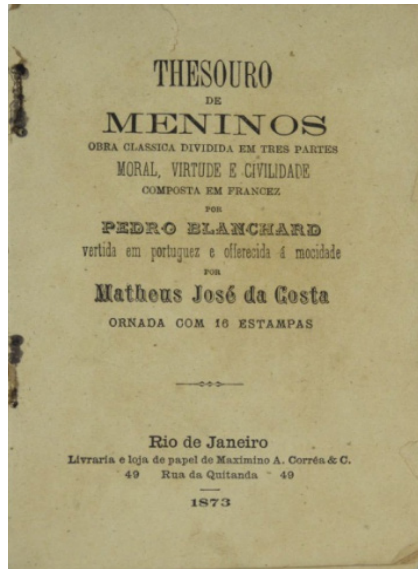 THESOURO
DE
MENINOS
OBRA CLASSICA DIVIDIDA EM TRES PARTES
MORAL, VIRTUDE E CIVILIDADE
COMPOSTA EM FRANCEZ
POR
PEDRO BLANCHARD
vertida em portuguez e offerecida á mocidade
POR
Matheus José da Costa
ORNADA COM 16 ESTAMPAS
Rio de Janeiro
Livraria e loja de papel de Maximino A. Corrêa & C.
49 Rua da Quitanda 49
1873